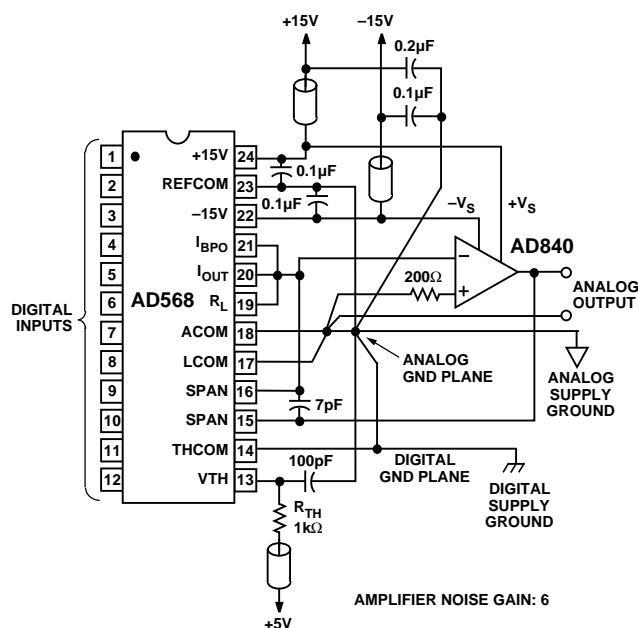 +15V
–15V
0.2µF
0.1µF
1
2
3
4
5
6
7
8
9
10
11
12
DIGITAL
INPUTS
AD568
+15V
REFCOM
–15V
IBPO
IOUT
RL
ACOM
LCOM
SPAN
SPAN
THCOM
VTH
24
23
22
21
20
19
18
17
16
15
14
13
0.1µF
0.1µF
–VS
+VS
AD840
–
+
200Ω
ANALOG
OUTPUT
ANALOG
GND PLANE
ANALOG
SUPPLY
GROUND
7pF
100pF
DIGITAL
GND PLANE
DIGITAL
SUPPLY
GROUND
RTH
1kΩ
+5V
AMPLIFIER NOISE GAIN: 6